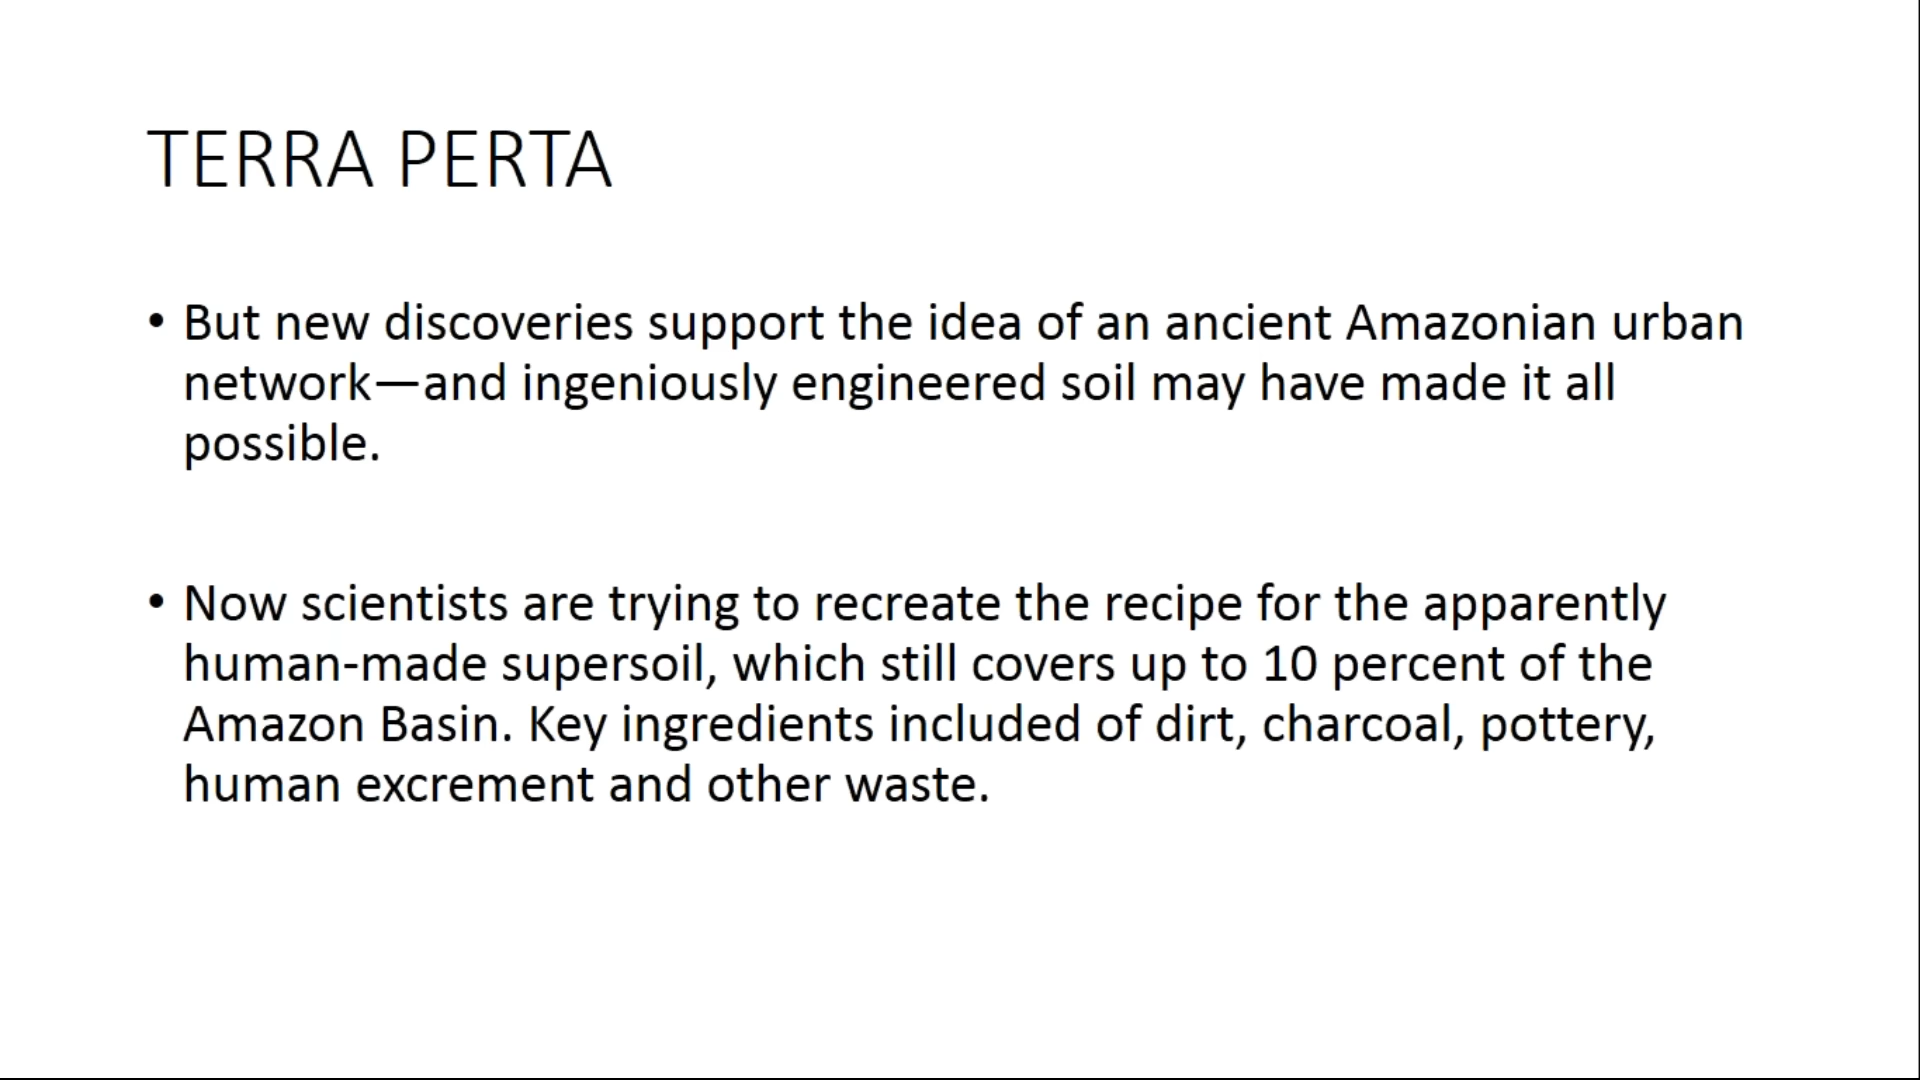 TERRA PERTA
• But new discoveries support the idea of an ancient Amazonian urban
network—and ingeniously engineered soil may have made it all
possible.
• Now scientists are trying to recreate the recipe for the apparently
human-made supersoil, which still covers up to 10 percent of the
Amazon Basin. Key ingredients included of dirt, charcoal, pottery,
human excrement and other waste.